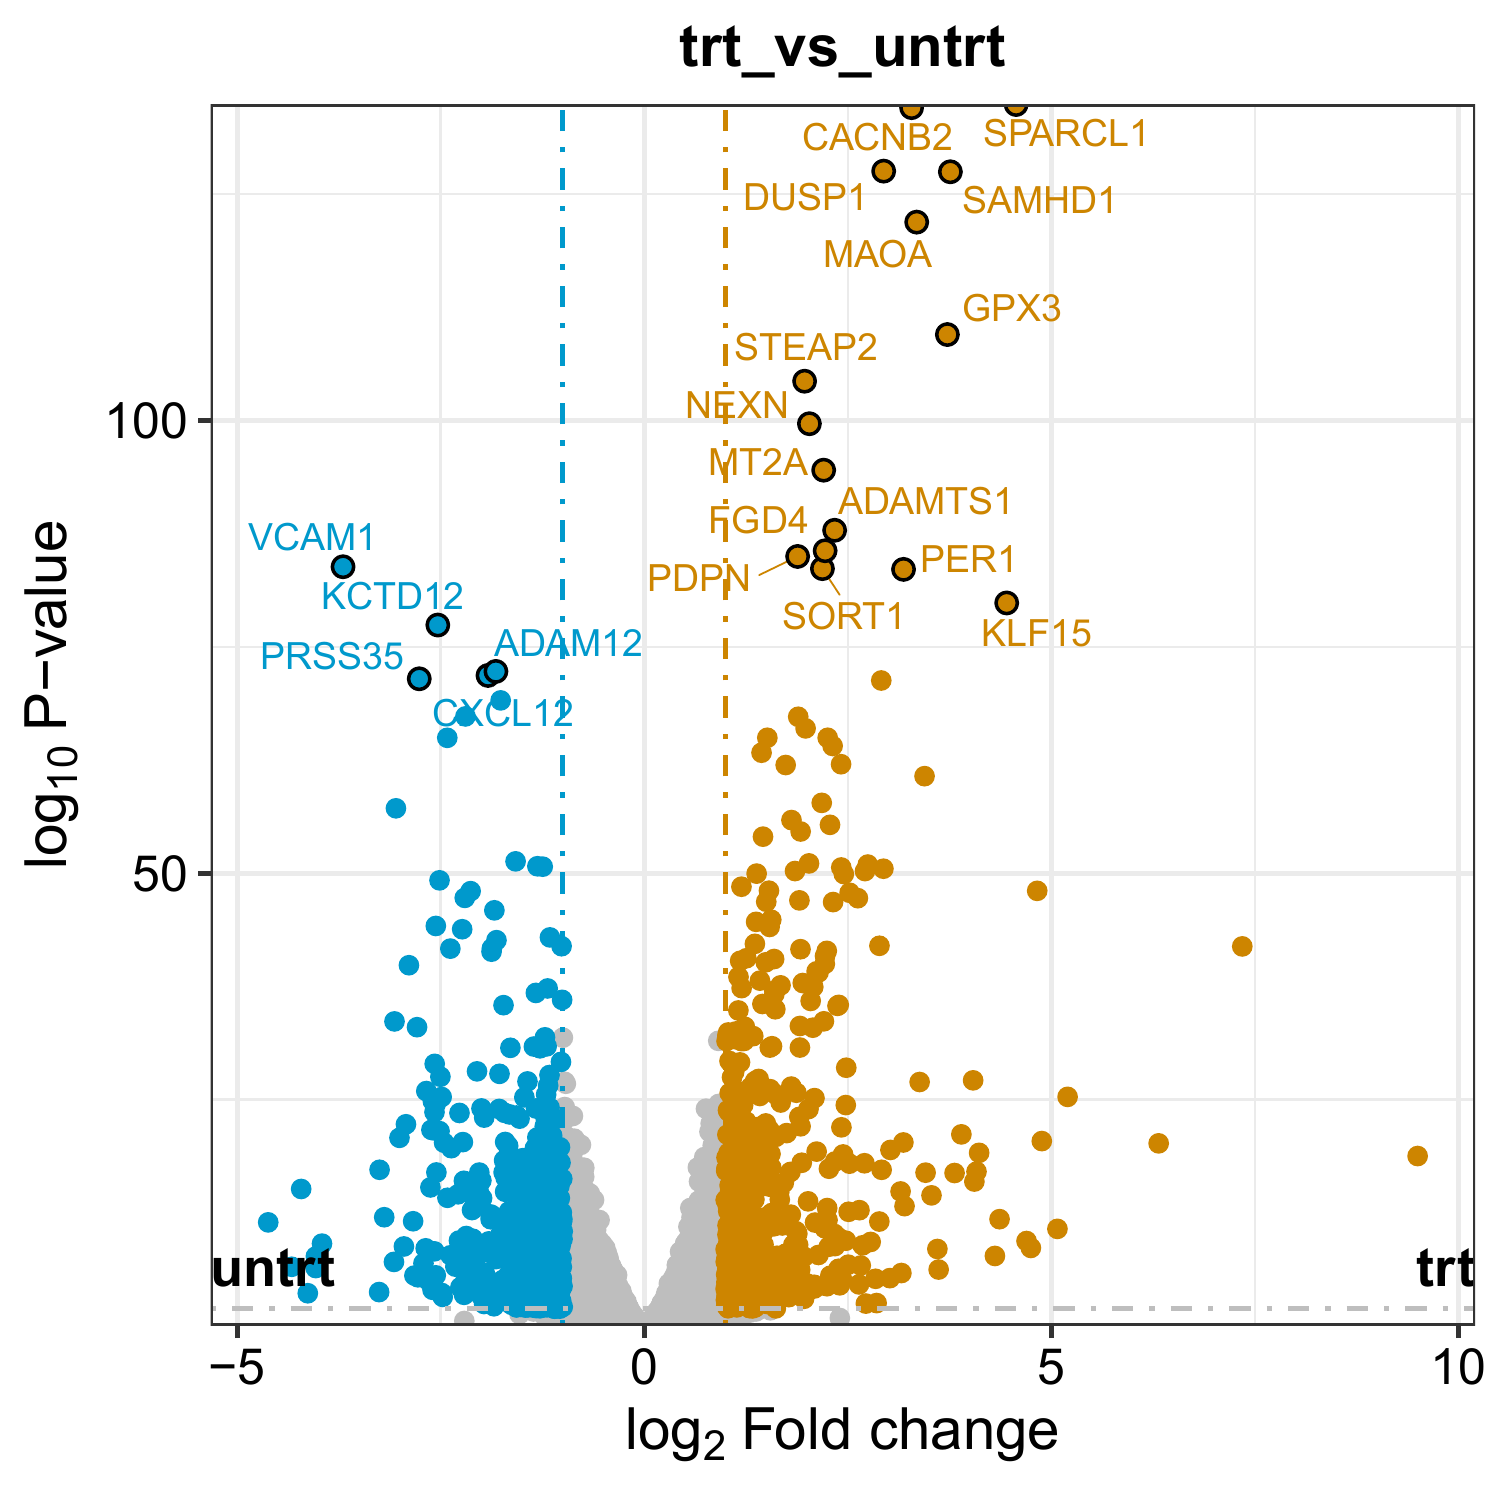 trt_vs_untrt
CACNB2
SPARCL1
DUSP1
SAMHD1
MAOA
GPX3
STEAP2
NEXN
100
MT2A
ADAMTS1
FGD4
VCAM1
PER1
PDPN
KCTD12
SORT1
KLF15
ADAM12
PRSS35
CXCL12
50
log10 P−value
untrt
trt
−5
0
5
10
log2 Fold change